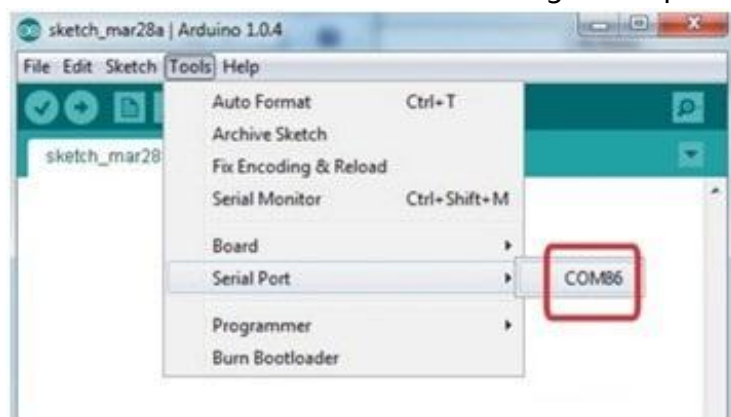 sketch_mar28a | Arduino 1.0.4
File Edit Sketch Tools Help
sketch_mar28
Auto Format Ctrl+T
Archive Sketch
Fix Encoding & Reload
Serial Monitor Ctrl+Shift+M
Board
Serial Port
COM86
Programmer
Burn Bootloader